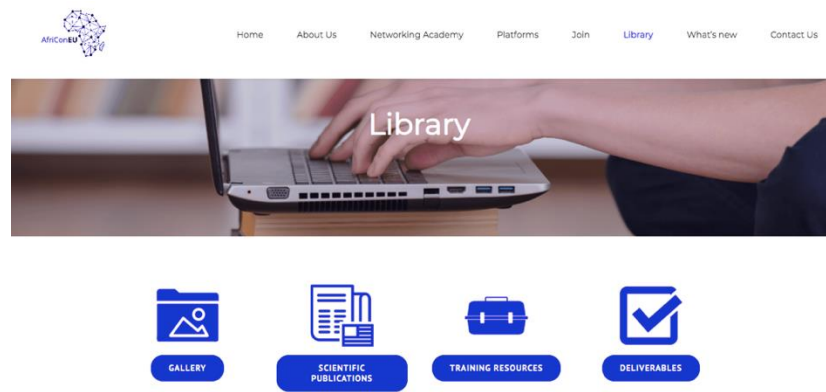 AfriConEU
Home About Us Networking Academy Platforms Join Library What's new Contact Us
Library
GALLERY
SCIENTIFIC
PUBLICATIONS
TRAINING RESOURCES
DELIVERABLES